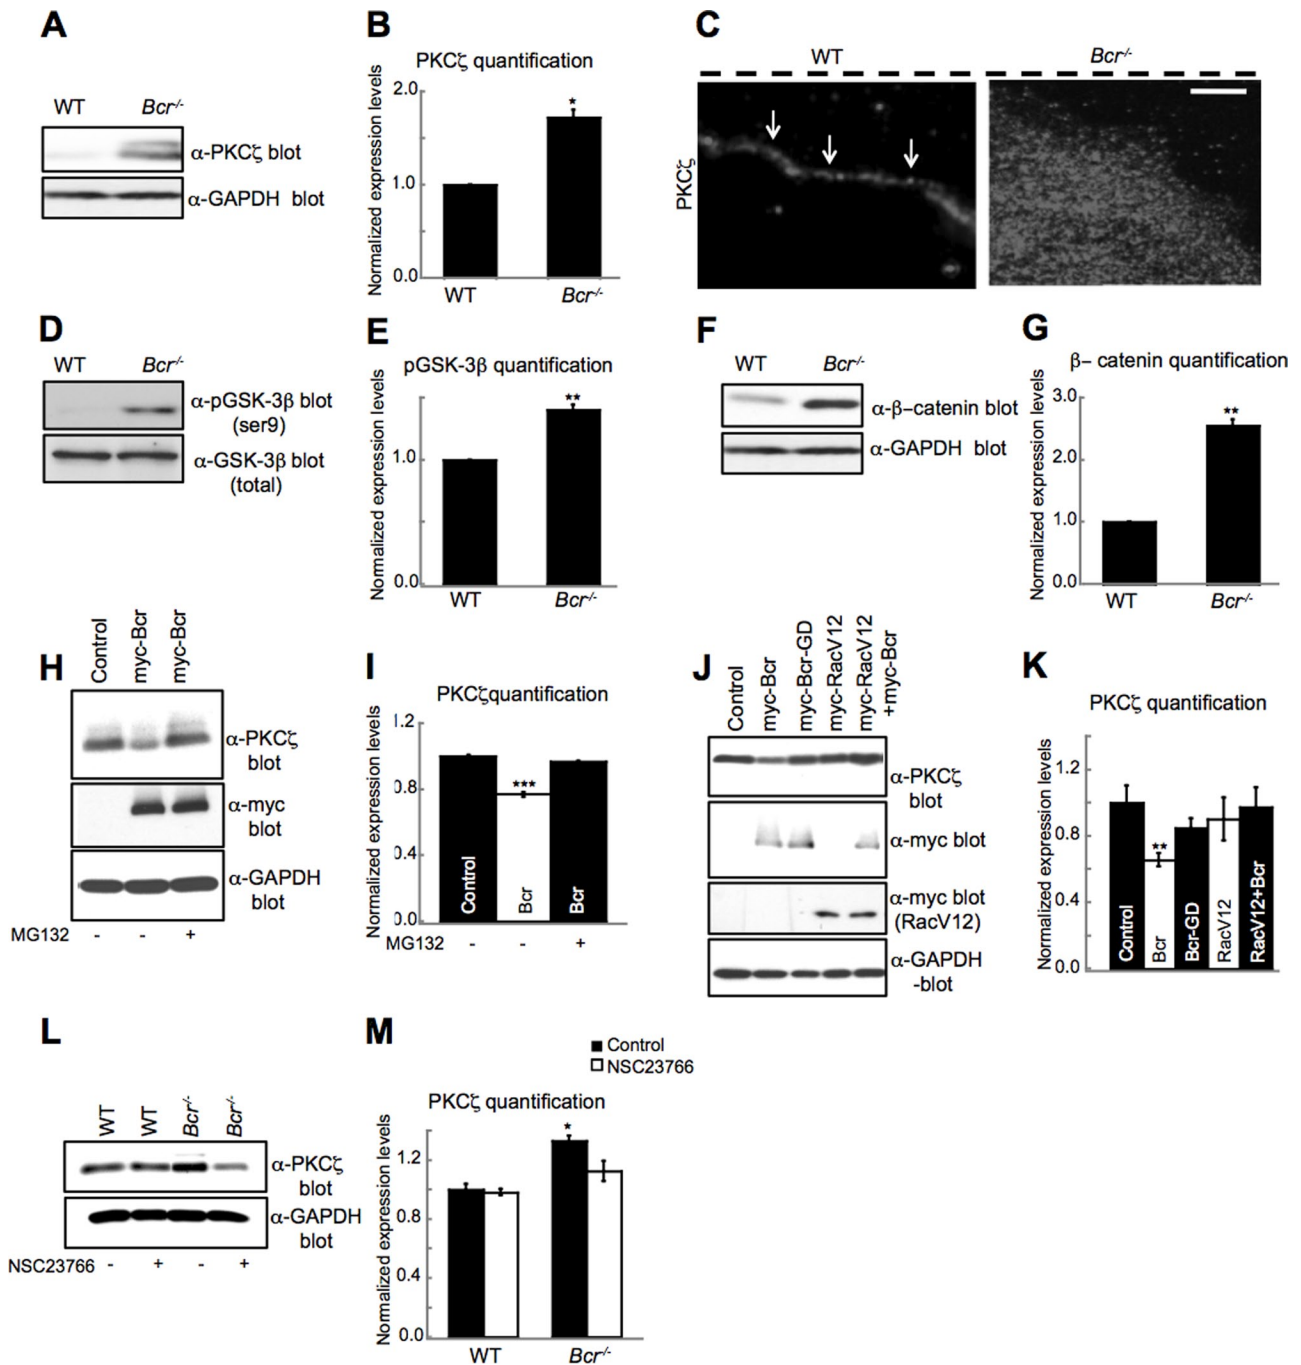 A
WT Bcr-/-
α-PKCζ blot
α-GAPDH blot
B
PKCζ quantification
Normalized expression levels
2.0
*
1.0
0.0
WT Bcr-/-
C
WT Bcr-/-
PKCζ
D
WT Bcr-/-
α-pGSK-3β blot
(ser9)
α-GSK-3β blot
(total)
E
pGSK-3β quantification
Normalized expression levels
**
1.0
0.0
WT Bcr-/-
F
WT Bcr-/-
α-β–catenin blot
α-GAPDH blot
G
β– catenin quantification
Normalized expression levels
3.0
**
2.0
1.0
0.0
WT Bcr-/-
H
Control
myc-Bcr
myc-Bcr
α-PKCζ
blot
α-myc
blot
α-GAPDH
blot
MG132 - - +
I
PKCζquantification
Normalized expression levels
1.2
0.8
***
0.4
0.0
Control
Bcr
Bcr
MG132 - - +
J
Control
myc-Bcr
myc-Bcr-GD
myc-RacV12
myc-RacV12
+myc-Bcr
α-PKCζ
blot
α-myc blot
α-myc blot
(RacV12)
α-GAPDH
-blot
K
PKCζ quantification
Normalized expression levels
1.2
0.8
**
0.4
0.0
Control
Bcr
Bcr-GD
RacV12
RacV12+Bcr
L
WT
WT
Bcr-/-
Bcr-/-
α-PKCζ
blot
α-GAPDH
blot
NSC23766 - + - +
M
Control
NSC23766
PKCζ quantification
Normalized expression levels
*
1.2
0.8
0.4
0.0
WT Bcr-/-